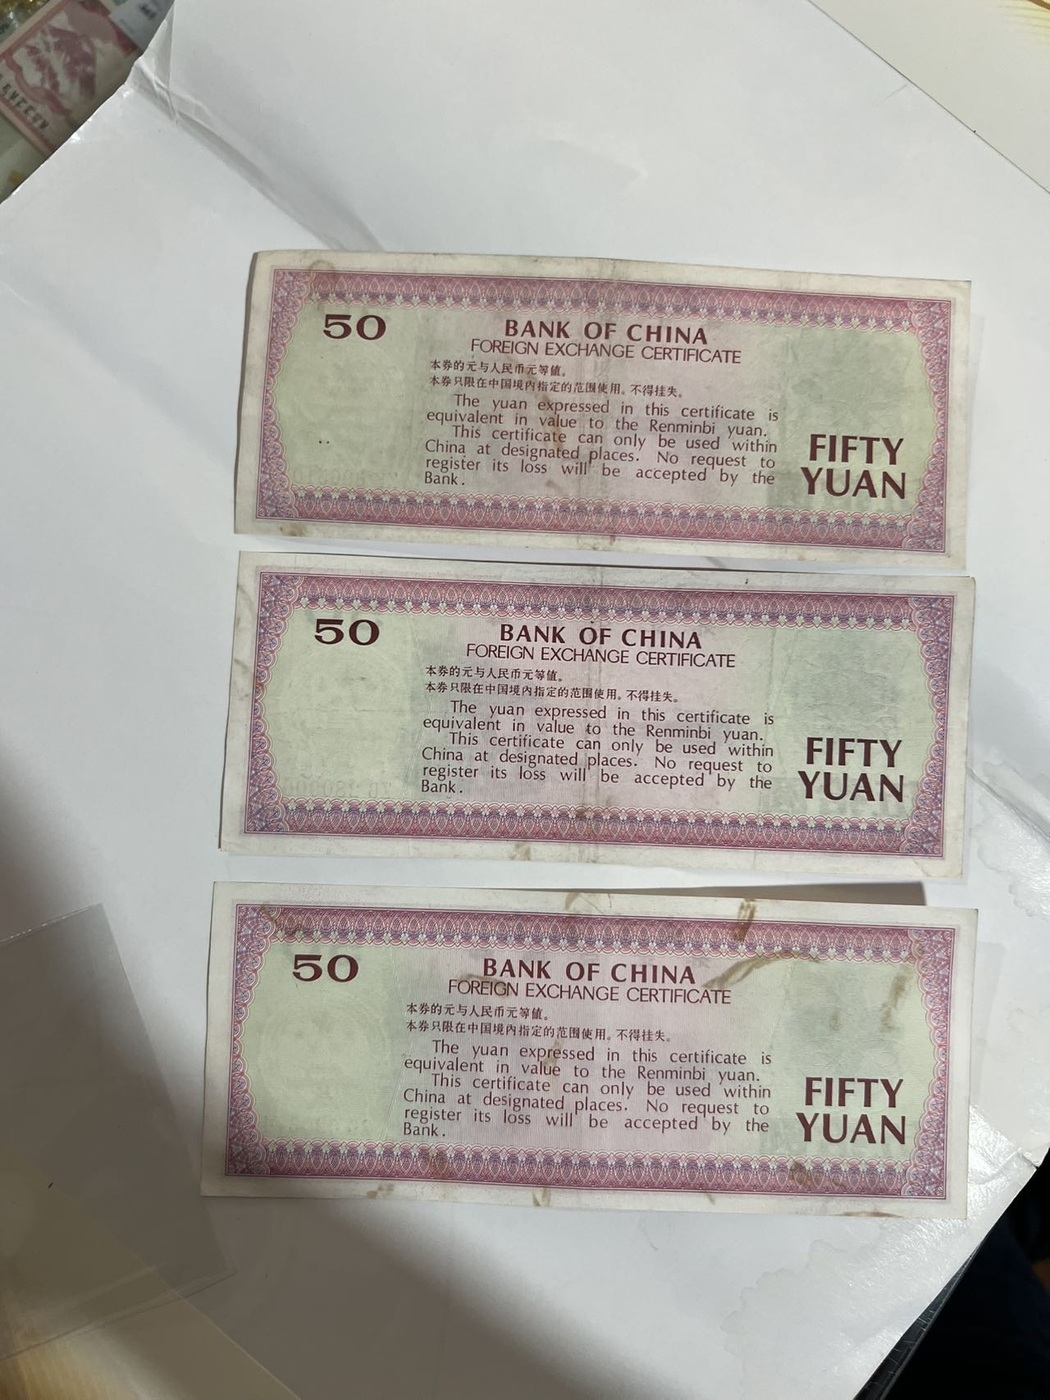 50
BANK OF CHINA
FOREIGN EXCHANGE CERTIFICATE
本券的元与人民币元等值。
本券只限在中国境内指定的范围使用。不得挂失。
The yuan expressed in this certificate is
equivalent in value to the Renminbi yuan.
This certificate can only be used within
China at designated places. No request to
register its loss will be accepted by the
Bank.
FIFTY
YUAN
50
BANK OF CHINA
FOREIGN EXCHANGE CERTIFICATE
本券的元与人民币元等值。
本券只限在中国境内指定的范围使用。不得挂失。
The yuan expressed in this certificate is
equivalent in value to the Renminbi yuan.
This certificate can only be used within
China at designated places. No request to
register its loss will be accepted by the
Bank.
FIFTY
YUAN
50
BANK OF CHINA
FOREIGN EXCHANGE CERTIFICATE
本券的元与人民币元等值。
本券只限在中国境内指定的范围使用。不得挂失。
The yuan expressed in this certificate is
equivalent in value to the Renminbi yuan.
This certificate can only be used within
China at designated places. No request to
register its loss will be accepted by the
Bank.
FIFTY
YUAN